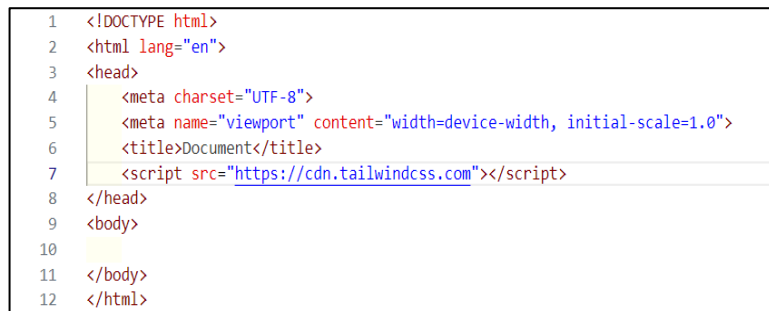 1 <!DOCTYPE html>
2 <html lang="en">
3 <head>
4     <meta charset="UTF-8">
5     <meta name="viewport" content="width=device-width, initial-scale=1.0">
6     <title>Document</title>
7     <script src="https://cdn.tailwindcss.com"></script>
8 </head>
9 <body>
10
11 </body>
12 </html>